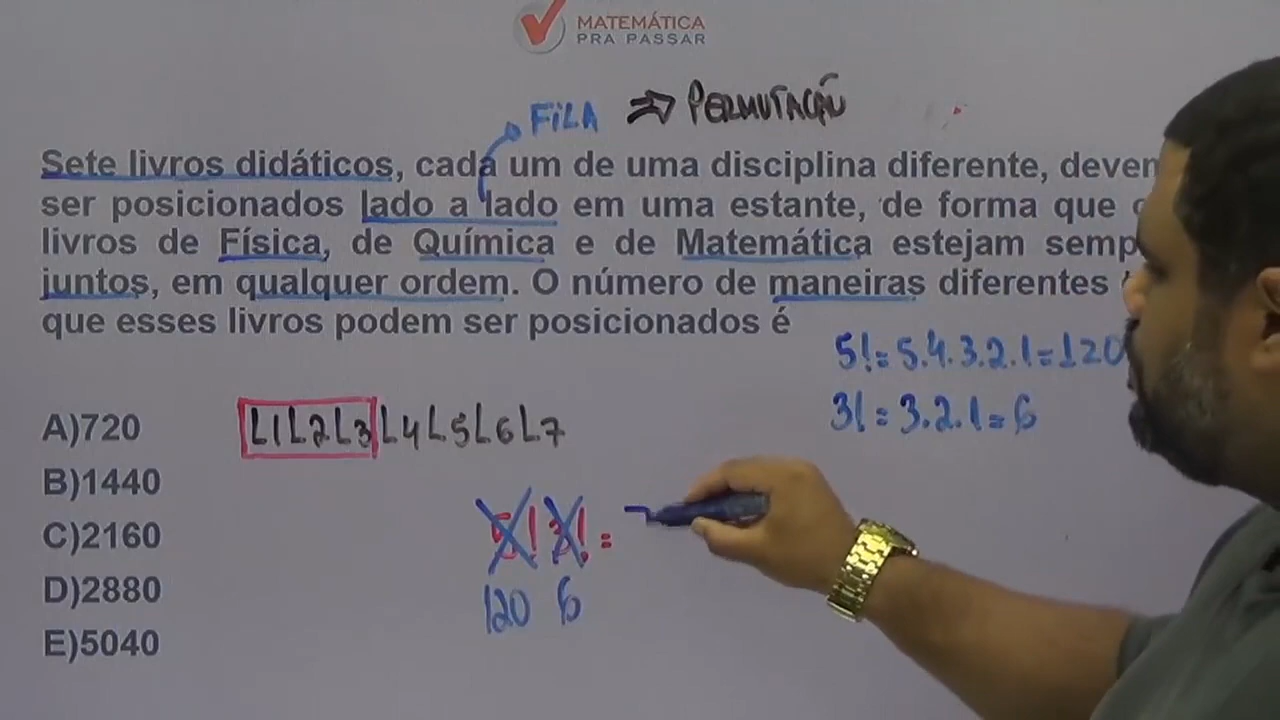 MATEMÁTICA
PRA PASSAR
FILA ⇒ PERMUTAÇÃO
Sete livros didáticos, cada um de uma disciplina diferente, devem
ser posicionados lado a lado em uma estante, de forma que
livros de Física, de Química e de Matemática estejam
juntos, em qualquer ordem. O número de maneiras diferentes
que esses livros podem ser posicionados é
5! = 5.4.3.2.1 = 120
3! = 3.2.1 = 6
A)720
L1L2L3L4L5L6L7
B)1440
C)2160
5! 3! =
D)2880
120 6
E)5040